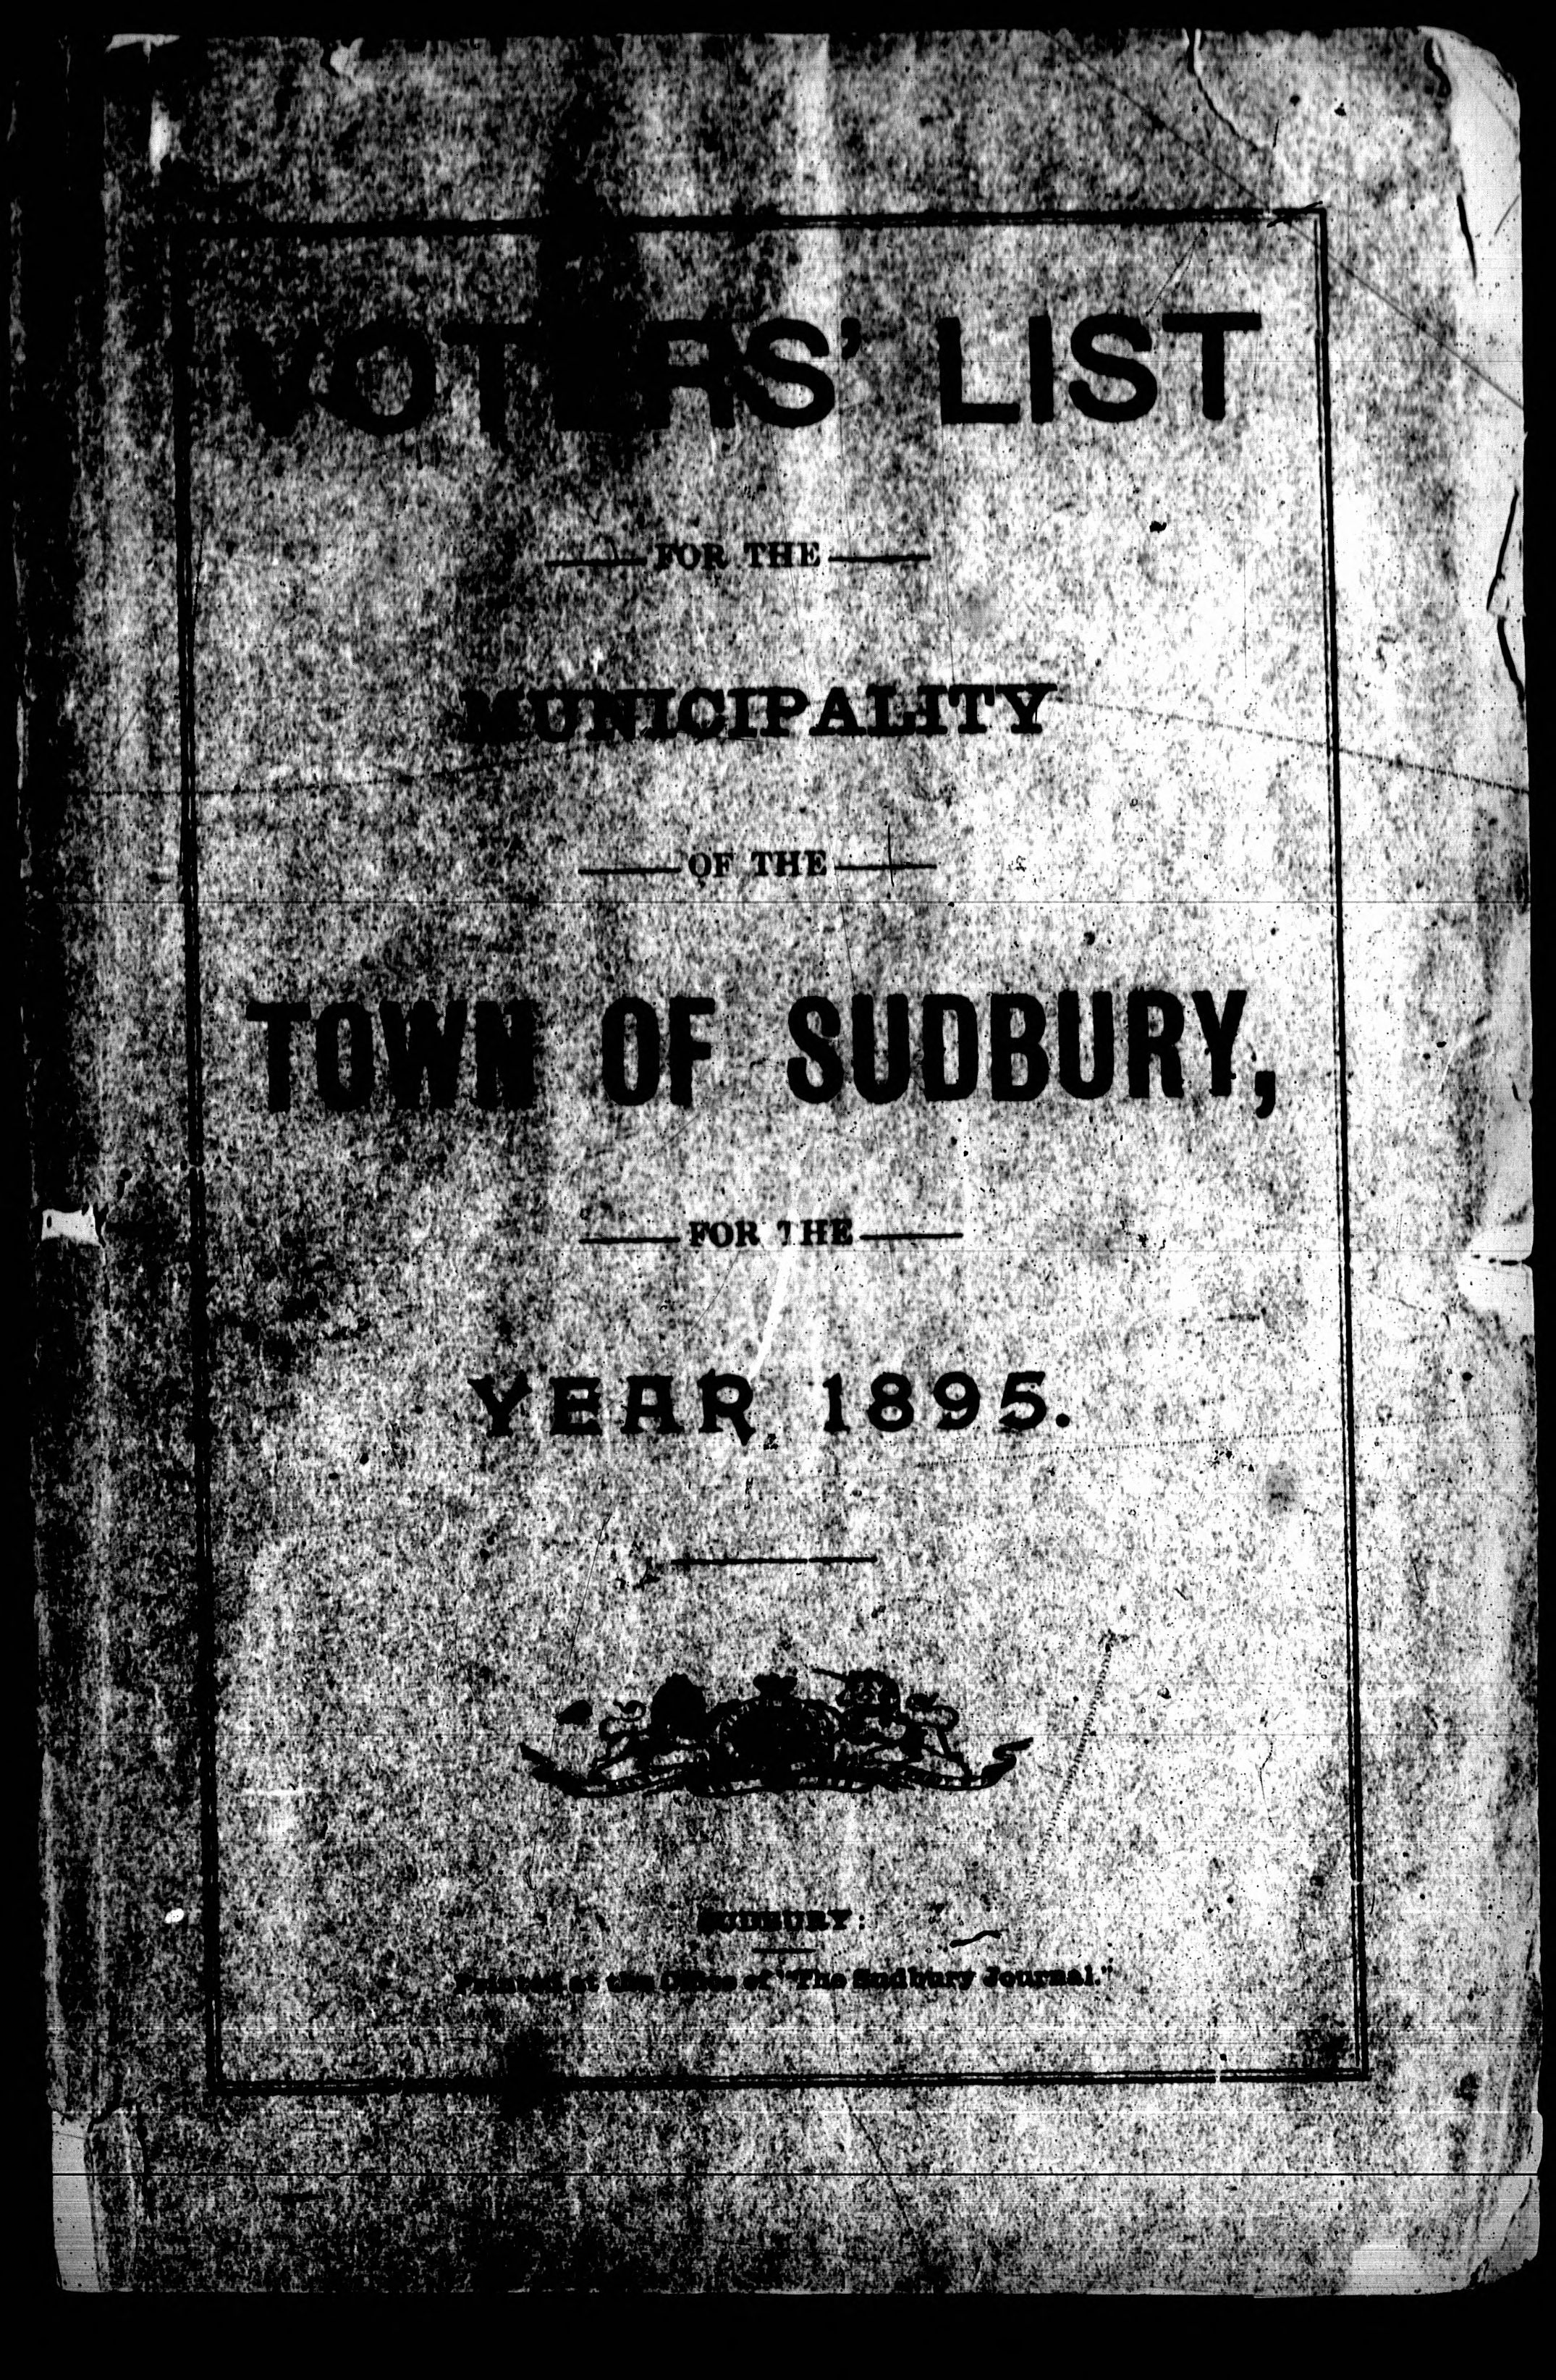 VOTERS' LIST
FOR THE
MUNICIPALITY
OF THE
TOWN OF SUDBURY,
FOR THE
YEAR 1895.
SUDBURY:
Printed at the Office of "The Sudbury Journal."